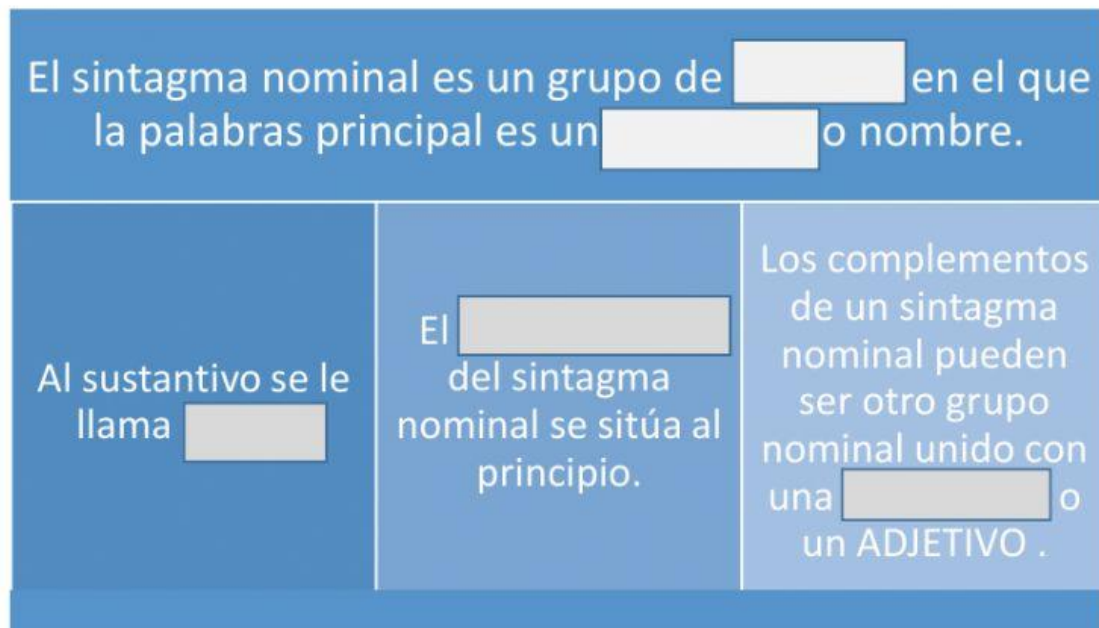 El sintagma nominal es un grupo de en el que
la palabras principal es un o nombre.
Al sustantivo se le
llama
El
del sintagma
nominal se sitúa al
principio.
Los complementos
de un sintagma
nominal pueden
ser otro grupo
nominal unido con
una o
un ADJETIVO .